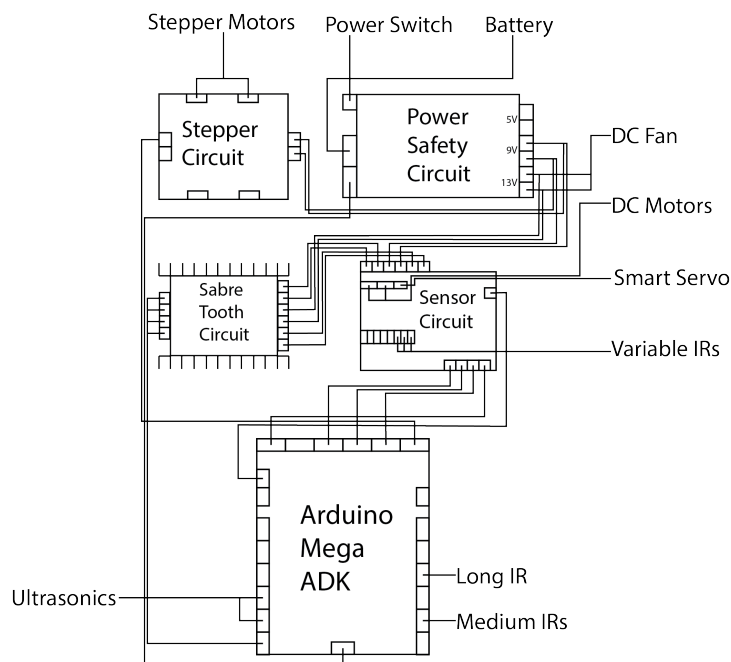 Stepper Motors
Power Switch
Battery
Stepper
Circuit
Power
Safety
Circuit
5V
9V
13V
DC Fan
DC Motors
Smart Servo
Sabre
Tooth
Circuit
Sensor
Circuit
Variable IRs
Arduino
Mega
ADK
Long IR
Ultrasonics
Medium IRs